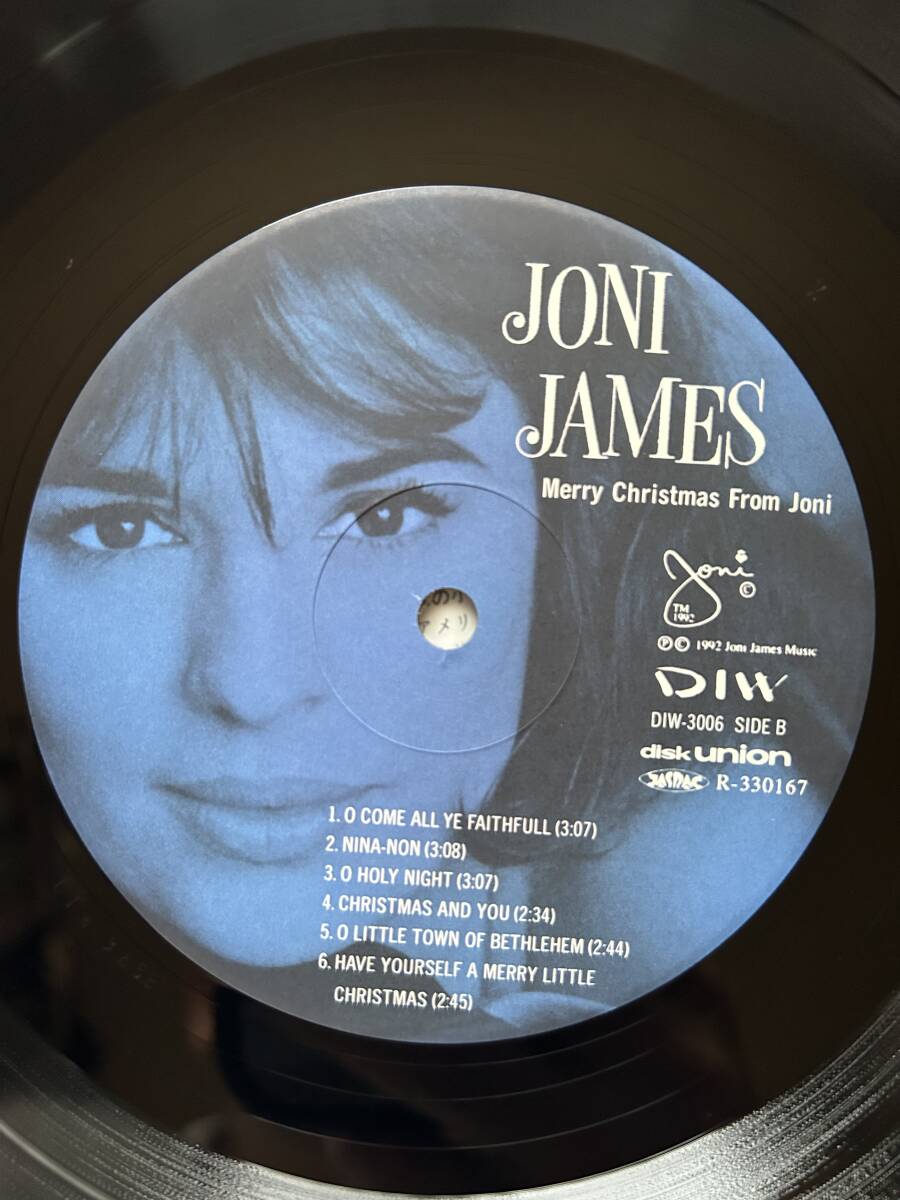 JONI
JAMES
Merry Christmas From Joni
Joni ©
TM
1992
Ⓟ© 1992 Joni James Music
DIW
DIW-3006 SIDE B
disk union
JASRAC R-330167
アメリ
1. O COME ALL YE FAITHFULL (3:07)
2. NINA-NON (3:08)
3. O HOLY NIGHT (3:07)
4. CHRISTMAS AND YOU (2:34)
5. O LITTLE TOWN OF BETHLEHEM (2:44)
6. HAVE YOURSELF A MERRY LITTLE
CHRISTMAS (2:45)